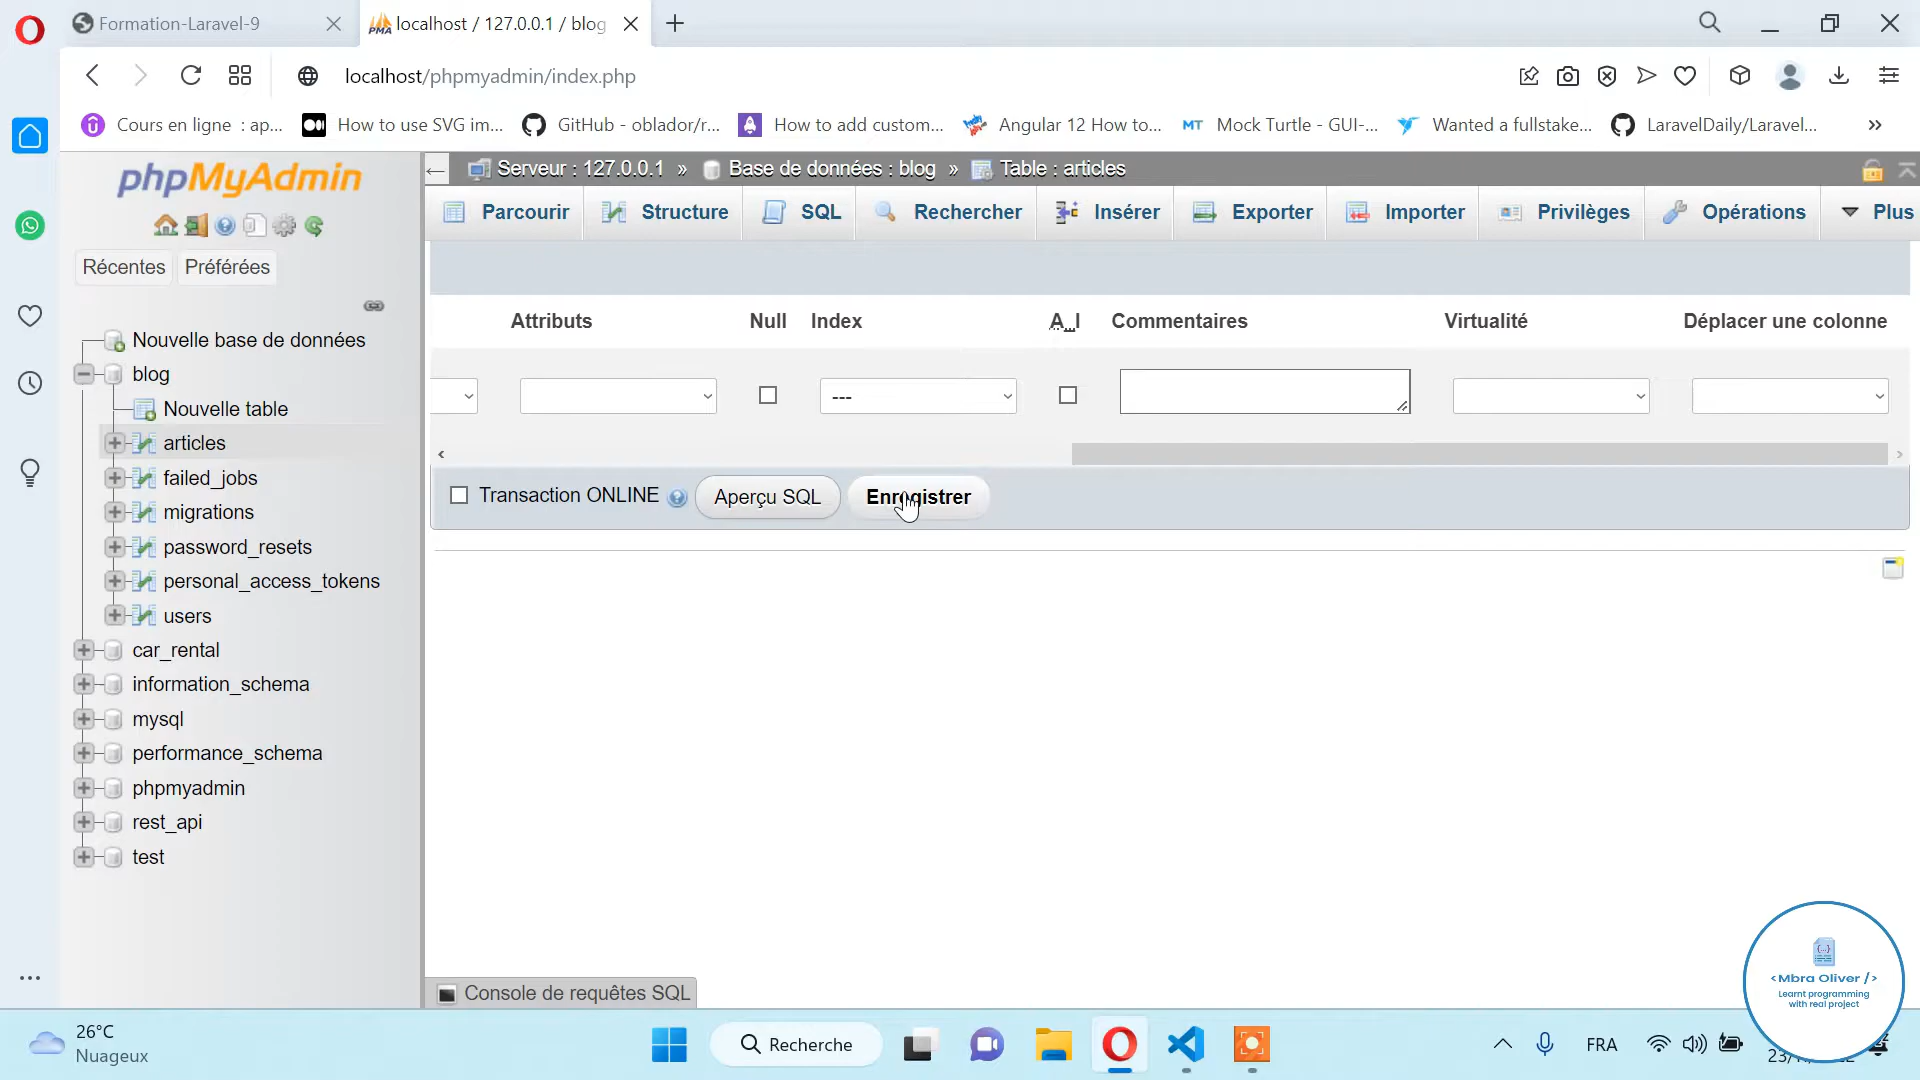 Formation-Laravel-9
localhost / 127.0.0.1 / blog
localhost/phpmyadmin/index.php
Cours en ligne : ap...
How to use SVG im...
GitHub - oblador/r...
How to add custom...
Angular 12 How to...
MT Mock Turtle - GUI-...
Wanted a fullstake...
LaravelDaily/Laravel...
phpMyAdmin
Récentes
Préférées
Nouvelle base de données
blog
Nouvelle table
articles
failed_jobs
migrations
password_resets
personal_access_tokens
users
car_rental
information_schema
mysql
performance_schema
phpmyadmin
rest_api
test
Serveur : 127.0.0.1 » Base de données : blog » Table : articles
Parcourir
Structure
SQL
Rechercher
Insérer
Exporter
Importer
Privilèges
Opérations
Plus
Attributs
Null
Index
A_I
Commentaires
Virtualité
Déplacer une colonne
---
Transaction ONLINE
Aperçu SQL
Enregistrer
Console de requêtes SQL
<Mbra Oliver />
Learnt programming
with real project
26°C
Nuageux
Recherche
FRA